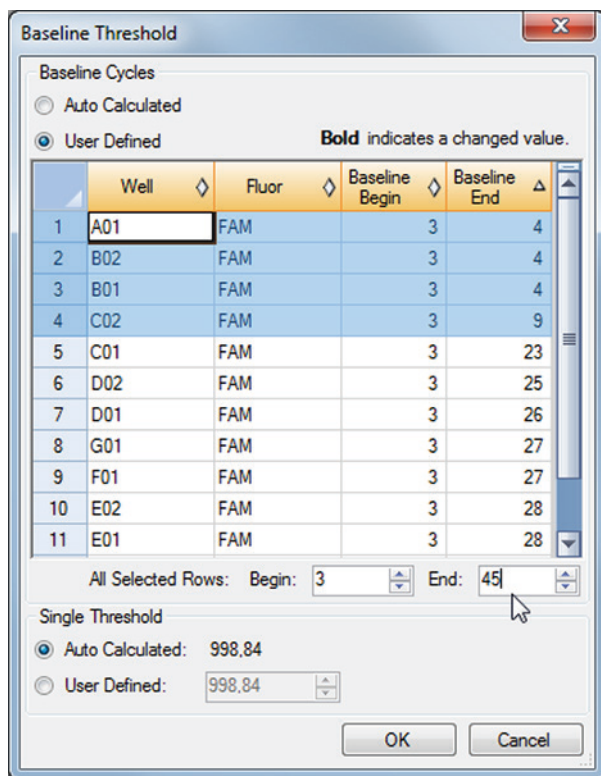 Baseline Threshold
Baseline Cycles
Auto Calculated
User Defined Bold indicates a changed value.
Well Fluor Baseline Begin Baseline End
1 A01 FAM 3 4
2 B02 FAM 3 4
3 B01 FAM 3 4
4 C02 FAM 3 9
5 C01 FAM 3 23
6 D02 FAM 3 25
7 D01 FAM 3 26
8 G01 FAM 3 27
9 F01 FAM 3 27
10 E02 FAM 3 28
11 E01 FAM 3 28
All Selected Rows: Begin: 3 End: 45
Single Threshold
Auto Calculated: 998,84
User Defined: 998,84
OK Cancel